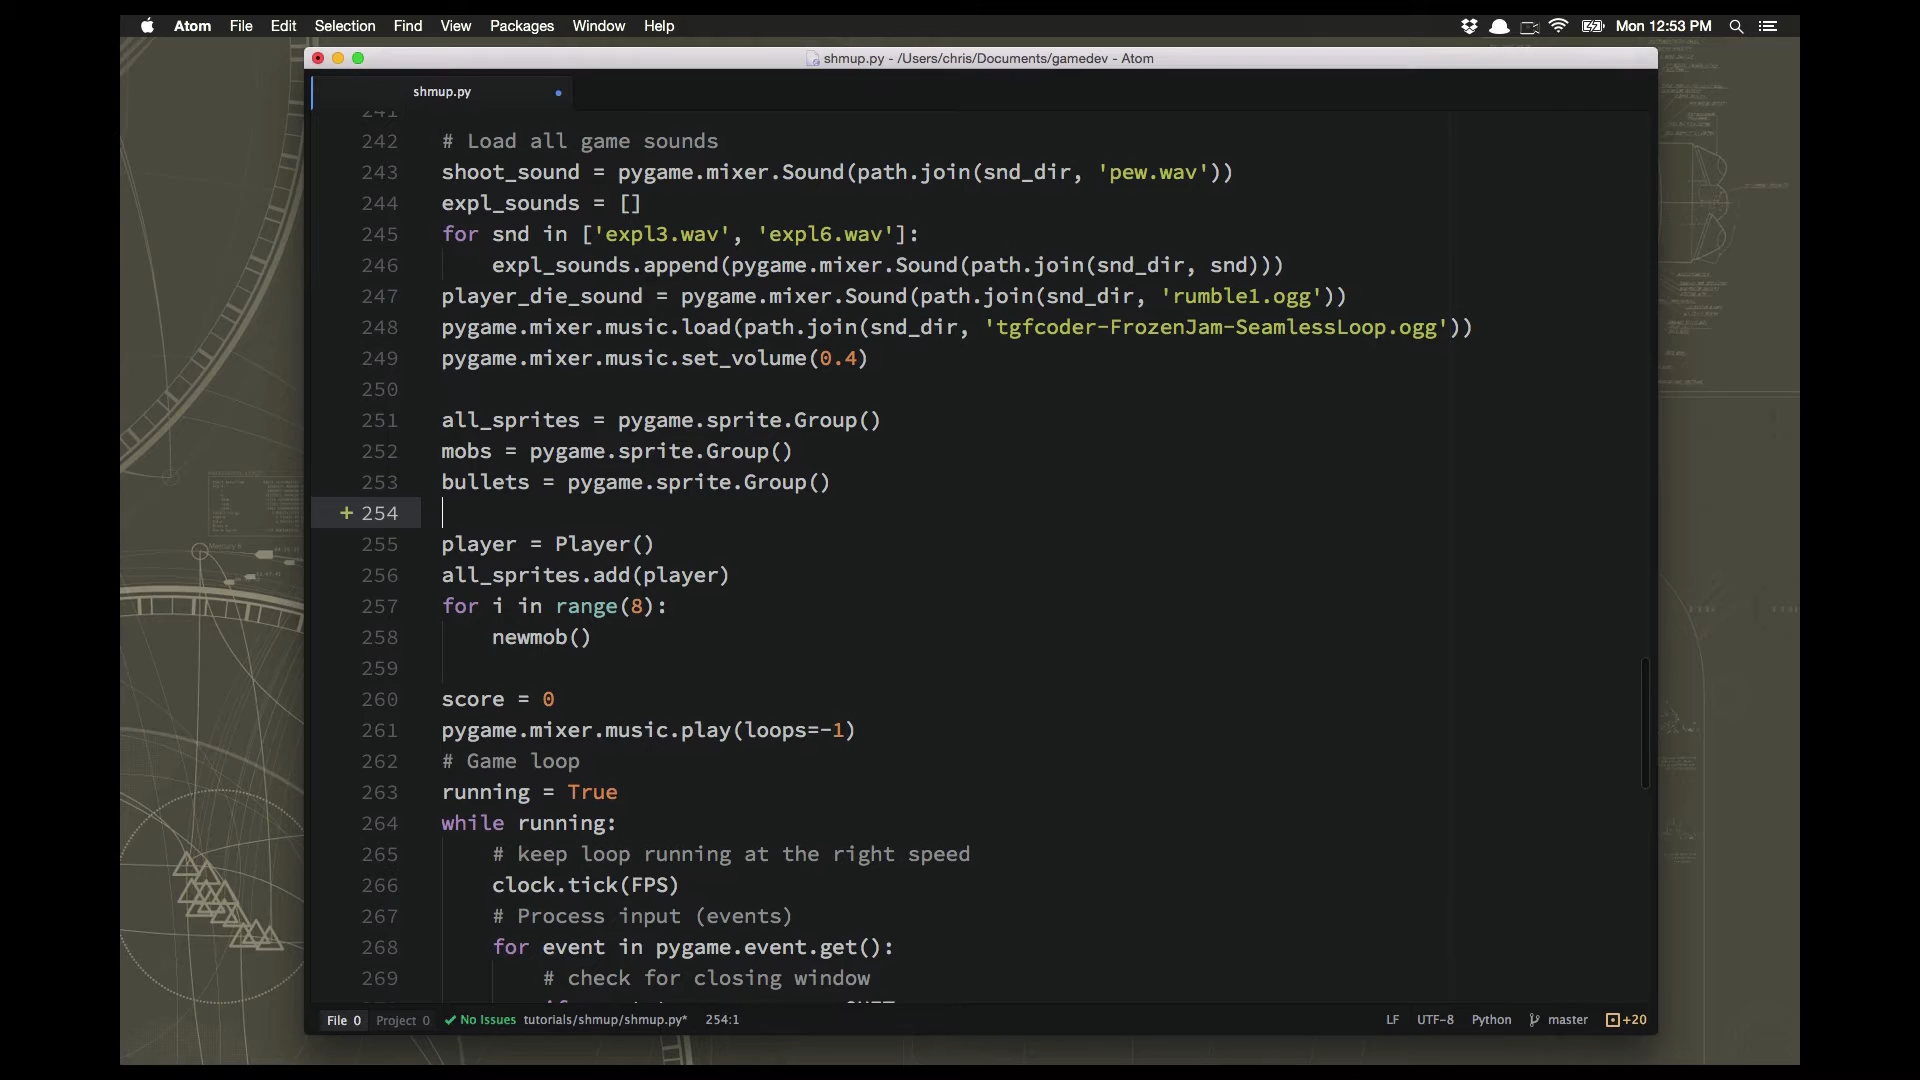 Atom File Edit Selection Find View Packages Window Help Mon 12:53 PM
shmup.py - /Users/chris/Documents/gamedev - Atom
shmup.py
241
242 # Load all game sounds
243 shoot_sound = pygame.mixer.Sound(path.join(snd_dir, 'pew.wav'))
244 expl_sounds = []
245 for snd in ['expl3.wav', 'expl6.wav']:
246 expl_sounds.append(pygame.mixer.Sound(path.join(snd_dir, snd)))
247 player_die_sound = pygame.mixer.Sound(path.join(snd_dir, 'rumble1.ogg'))
248 pygame.mixer.music.load(path.join(snd_dir, 'tgfcoder-FrozenJam-SeamlessLoop.ogg'))
249 pygame.mixer.music.set_volume(0.4)
250
251 all_sprites = pygame.sprite.Group()
252 mobs = pygame.sprite.Group()
253 bullets = pygame.sprite.Group()
+ 254
255 player = Player()
256 all_sprites.add(player)
257 for i in range(8):
258 newmob()
259
260 score = 0
261 pygame.mixer.music.play(loops=-1)
262 # Game loop
263 running = True
264 while running:
265 # keep loop running at the right speed
266 clock.tick(FPS)
267 # Process input (events)
268 for event in pygame.event.get():
269 # check for closing window
File 0 Project 0 No Issues tutorials/shmup/shmup.py* 254:1 LF UTF-8 Python master +20